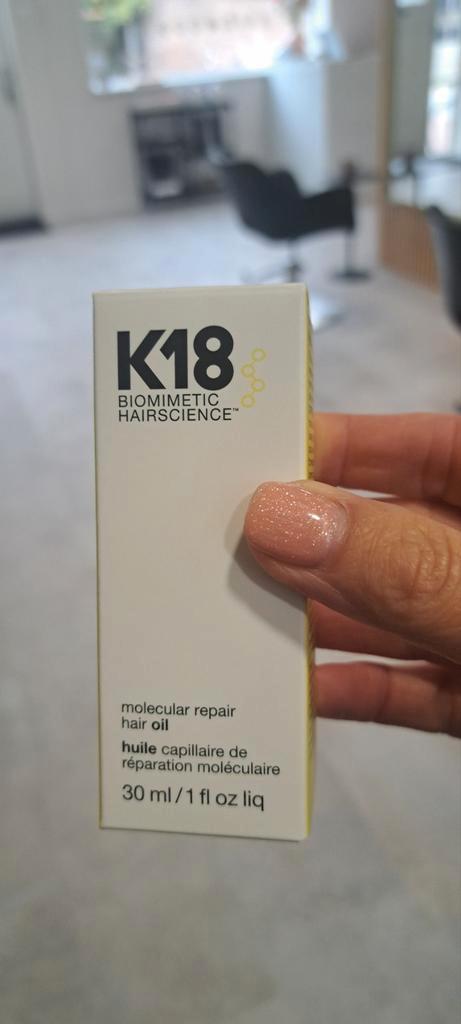 K18
BIOMIMETIC
HAIRSCIENCE™
molecular repair
hair oil
huile capillaire de
réparation moléculaire
30 ml / 1 fl oz liq